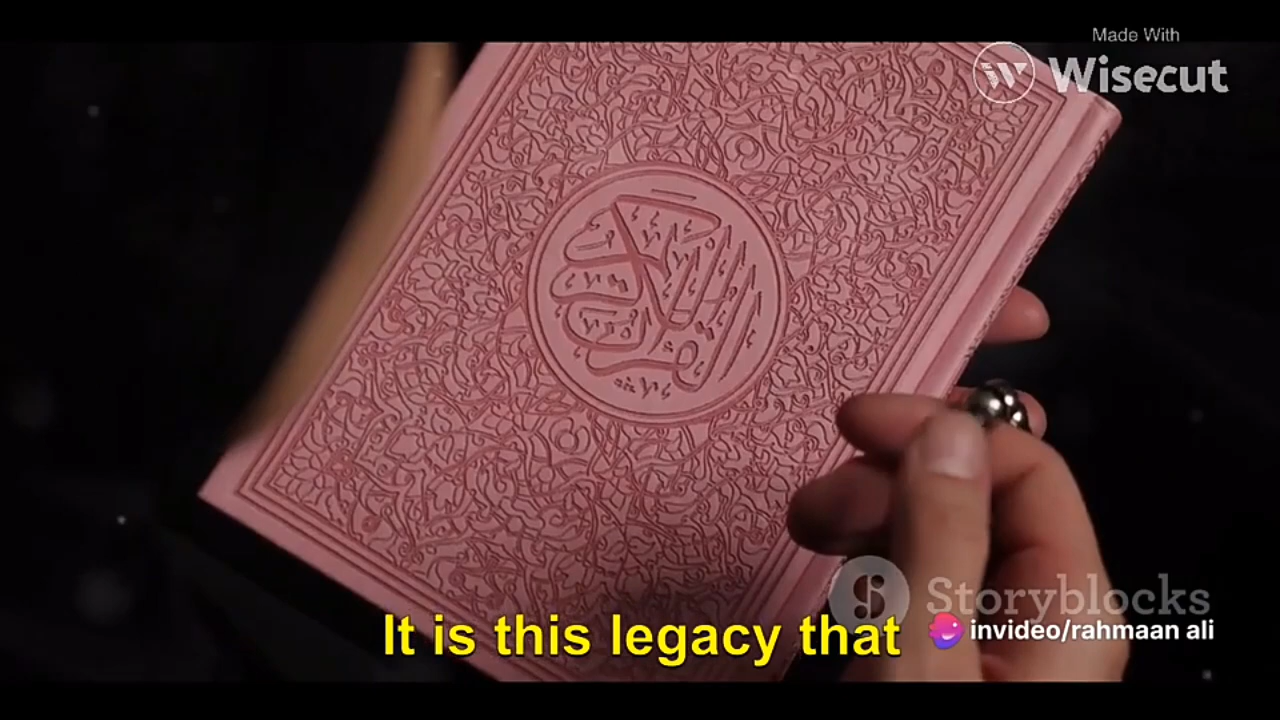 Made With
Wisecut
القرآن الكريم
Storyblocks
It is this legacy that
invideo/rahmaan ali